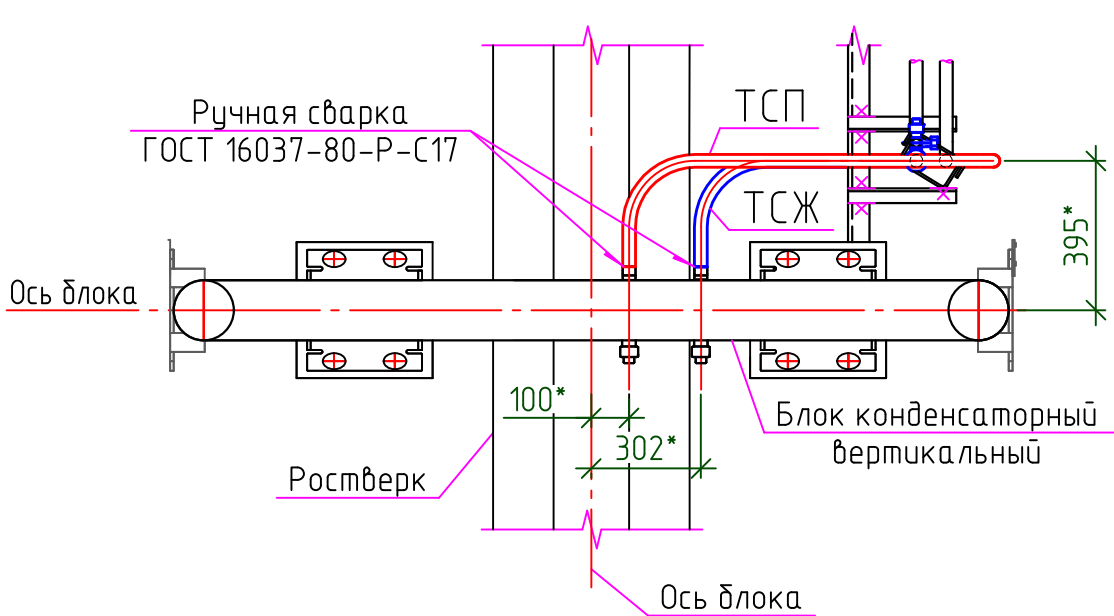 Ручная сварка
ГОСТ 16037-80-Р-С17
ТСП
ТСЖ
395*
Ось блока
100*
302*
Блок конденсаторный
вертикальный
Ростверк
Ось блока